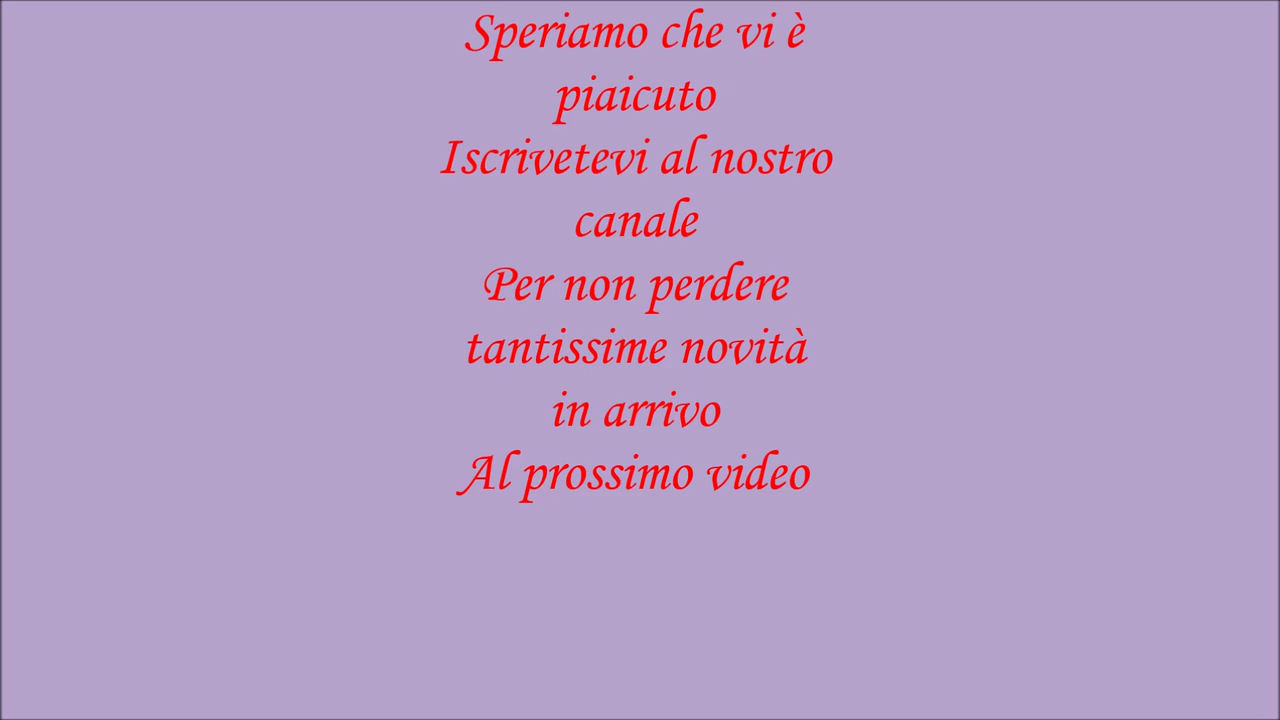 Speriamo che vi è
piaicuto
Iscrivetevi al nostro
canale
Per non perdere
tantissime novità
in arrivo
Al prossimo video